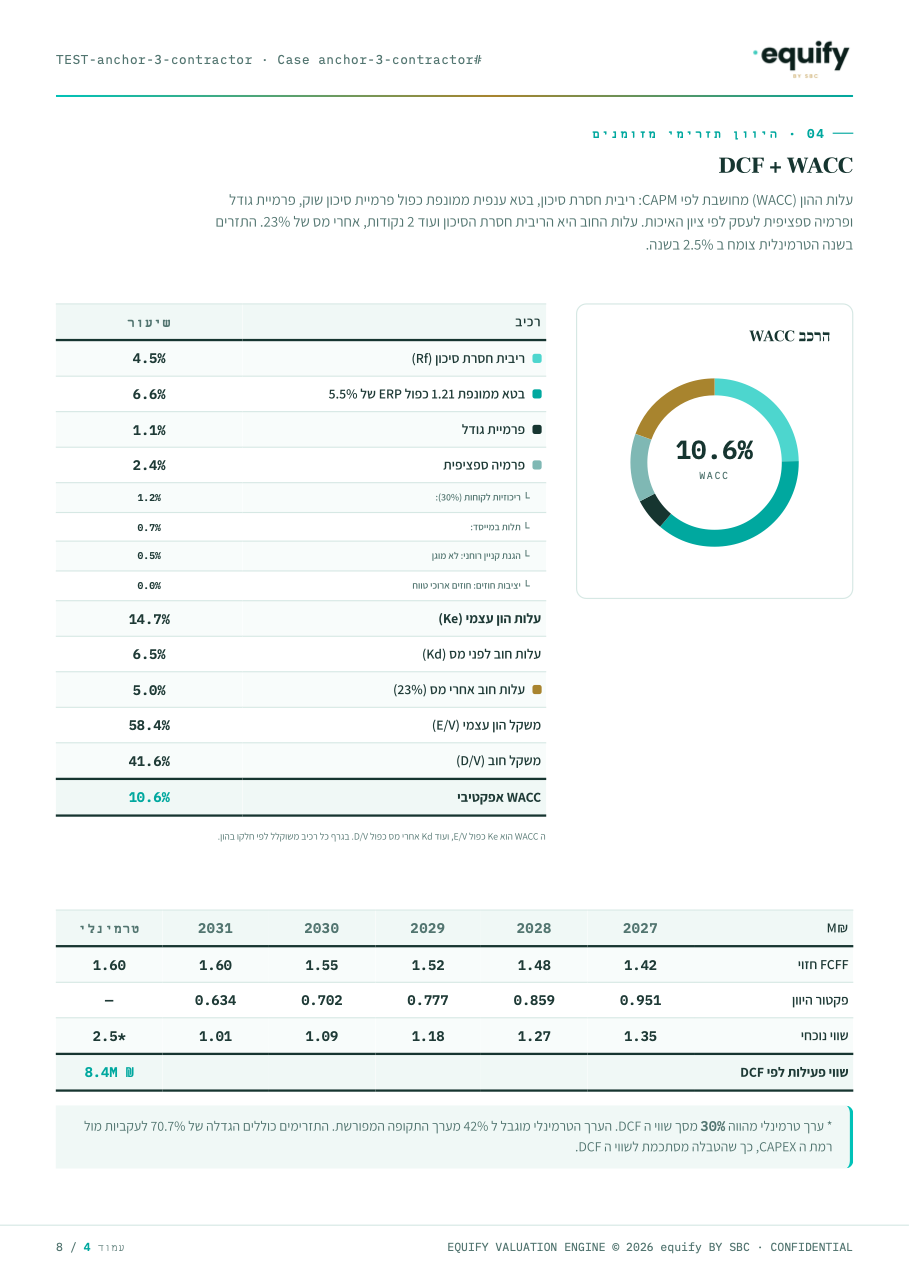 TEST-anchor-3-contractor · Case anchor-3-contractor#
equify
BY SBC
04 · היוון תזרימי מזומנים
DCF + WACC
עלות ההון (WACC) מחושבת לפי CAPM: ריבית חסרת סיכון, בטא ענפית ממונפת כפול פרמיית סיכון שוק, פרמיית גודל
ופרמיה ספציפית לעסק לפי ציון האיכות. עלות החוב היא הריבית חסרת הסיכון ועוד 2 נקודות, אחרי מס של 23%. התזרים
בשנה הטרמינלית צומח ב 2.5% בשנה.
הרכב WACC
10.6%
WACC
רכיב שיעור
ריבית חסרת סיכון (Rf) 4.5%
בטא ממונפת 1.21 כפול ERP של 5.5% 6.6%
פרמיית גודל 1.1%
פרמיה ספציפית 2.4%
└ ריכוזיות לקוחות (30%): 1.2%
└ תלות במייסד: 0.7%
└ הגנת קניין רוחני: לא מוגן 0.5%
└ יציבות חוזים: חוזים ארוכי טווח 0.0%
עלות הון עצמי (Ke) 14.7%
עלות חוב לפני מס (Kd) 6.5%
עלות חוב אחרי מס (23%) 5.0%
משקל הון עצמי (E/V) 58.4%
משקל חוב (D/V) 41.6%
WACC אפקטיבי 10.6%
ה WACC הוא Ke כפול E/V, ועוד Kd אחרי מס כפול D/V. בגרף כל רכיב משוקלל לפי חלקו בהון.
₪M 2027 2028 2029 2030 2031 טרמינלי
FCFF חזוי 1.42 1.48 1.52 1.55 1.60 1.60
פקטור היוון 0.951 0.859 0.777 0.702 0.634 —
שווי נוכחי 1.35 1.27 1.18 1.09 1.01 2.5*
שווי פעילות לפי DCF 8.4M ₪
* ערך טרמינלי מהווה 30% מסך שווי ה DCF. הערך הטרמינלי מוגבל ל 42% מערך התקופה המפורשת. התזרימים כוללים הגדלה של 70.7% לעקביות מול
רמת ה CAPEX, כך שהטבלה מסתכמת לשווי ה DCF.
EQUIFY VALUATION ENGINE © 2026 equify BY SBC · CONFIDENTIAL
עמוד 4 / 8